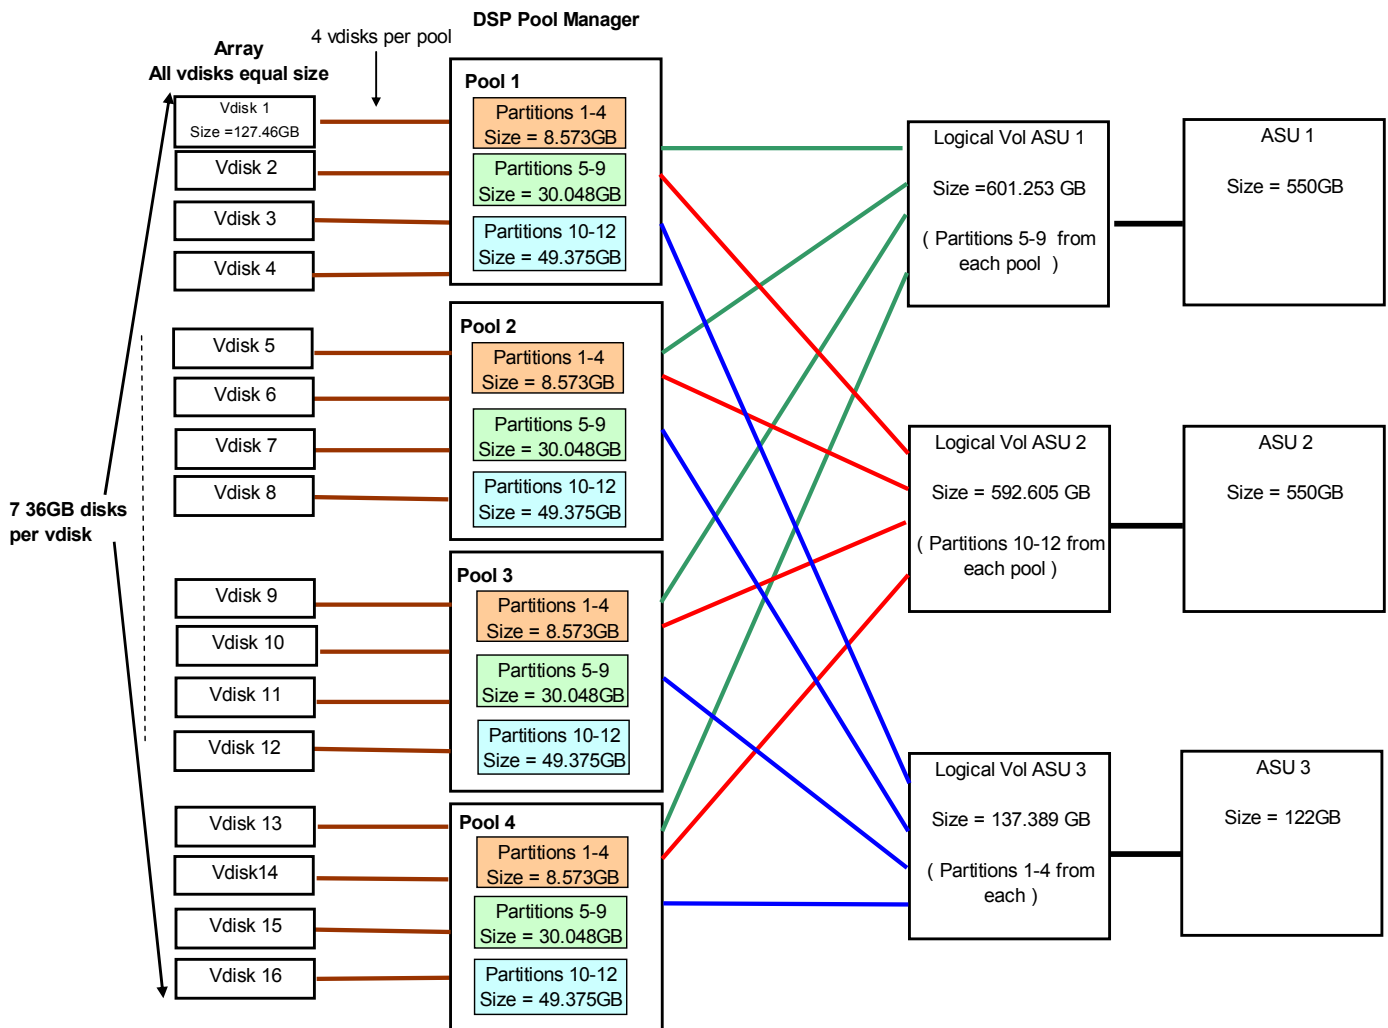 DSP Pool Manager
4 vdisks per pool
Array
All vdisks equal size
7 36GB disks
per vdisk
Vdisk 1
Size =127.46GB
Vdisk 2
Vdisk 3
Vdisk 4
Vdisk 5
Vdisk 6
Vdisk 7
Vdisk 8
Vdisk 9
Vdisk 10
Vdisk 11
Vdisk 12
Vdisk 13
Vdisk14
Vdisk 15
Vdisk 16
Pool 1
Partitions 1-4
Size = 8.573GB
Partitions 5-9
Size = 30.048GB
Partitions 10-12
Size = 49.375GB
Pool 2
Partitions 1-4
Size = 8.573GB
Partitions 5-9
Size = 30.048GB
Partitions 10-12
Size = 49.375GB
Pool 3
Partitions 1-4
Size = 8.573GB
Partitions 5-9
Size = 30.048GB
Partitions 10-12
Size = 49.375GB
Pool 4
Partitions 1-4
Size = 8.573GB
Partitions 5-9
Size = 30.048GB
Partitions 10-12
Size = 49.375GB
Logical Vol ASU 1
Size =601.253 GB
( Partitions 5-9 from
each pool )
Logical Vol ASU 2
Size = 592.605 GB
( Partitions 10-12 from
each pool )
Logical Vol ASU 3
Size = 137.389 GB
( Partitions 1-4 from
each )
ASU 1
Size = 550GB
ASU 2
Size = 550GB
ASU 3
Size = 122GB